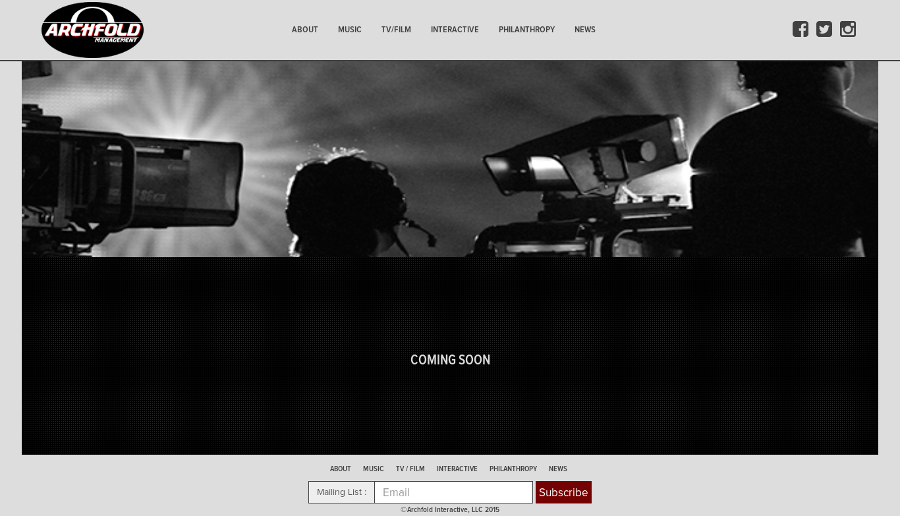 ARCHFOLD
MANAGEMENT
ABOUT MUSIC TV/FILM INTERACTIVE PHILANTHROPY NEWS
COMING SOON
ABOUT MUSIC TV / FILM INTERACTIVE PHILANTHROPY NEWS
Mailing List : Email Subscribe
©Archfold Interactive, LLC 2015